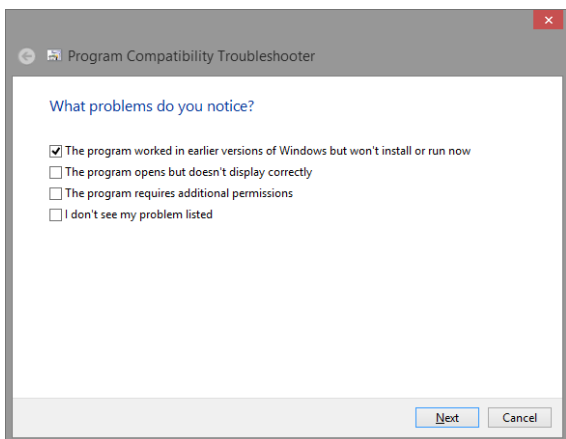 Program Compatibility Troubleshooter
What problems do you notice?
The program worked in earlier versions of Windows but won't install or run now
The program opens but doesn't display correctly
The program requires additional permissions
I don't see my problem listed
Next Cancel